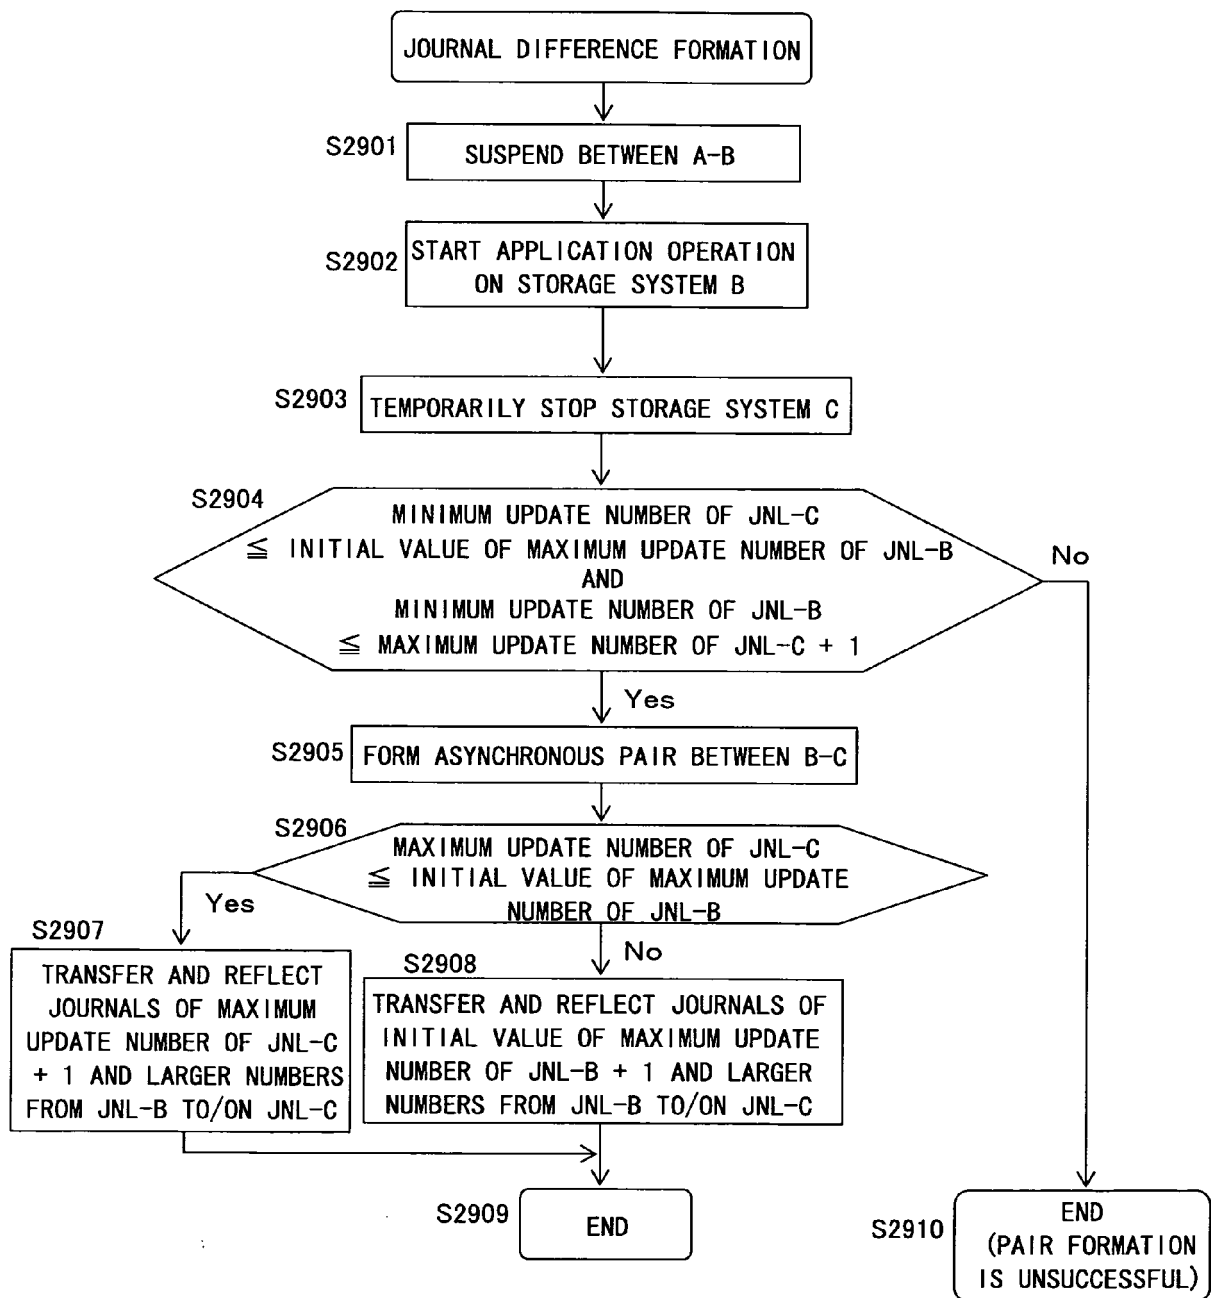 JOURNAL DIFFERENCE FORMATION
S2901
SUSPEND BETWEEN A-B
S2902
START APPLICATION OPERATION
ON STORAGE SYSTEM B
S2903
TEMPORARILY STOP STORAGE SYSTEM C
S2904
MINIMUM UPDATE NUMBER OF JNL-C
≦ INITIAL VALUE OF MAXIMUM UPDATE NUMBER OF JNL-B
AND
MINIMUM UPDATE NUMBER OF JNL-B
≦ MAXIMUM UPDATE NUMBER OF JNL-C + 1
No
Yes
S2905
FORM ASYNCHRONOUS PAIR BETWEEN B-C
S2906
MAXIMUM UPDATE NUMBER OF JNL-C
≦ INITIAL VALUE OF MAXIMUM UPDATE
NUMBER OF JNL-B
Yes
No
S2907
TRANSFER AND REFLECT
JOURNALS OF MAXIMUM
UPDATE NUMBER OF JNL-C
+ 1 AND LARGER NUMBERS
FROM JNL-B TO/ON JNL-C
S2908
TRANSFER AND REFLECT JOURNALS OF
INITIAL VALUE OF MAXIMUM UPDATE
NUMBER OF JNL-B + 1 AND LARGER
NUMBERS FROM JNL-B TO/ON JNL-C
S2909
END
S2910
END
(PAIR FORMATION
IS UNSUCCESSFUL)